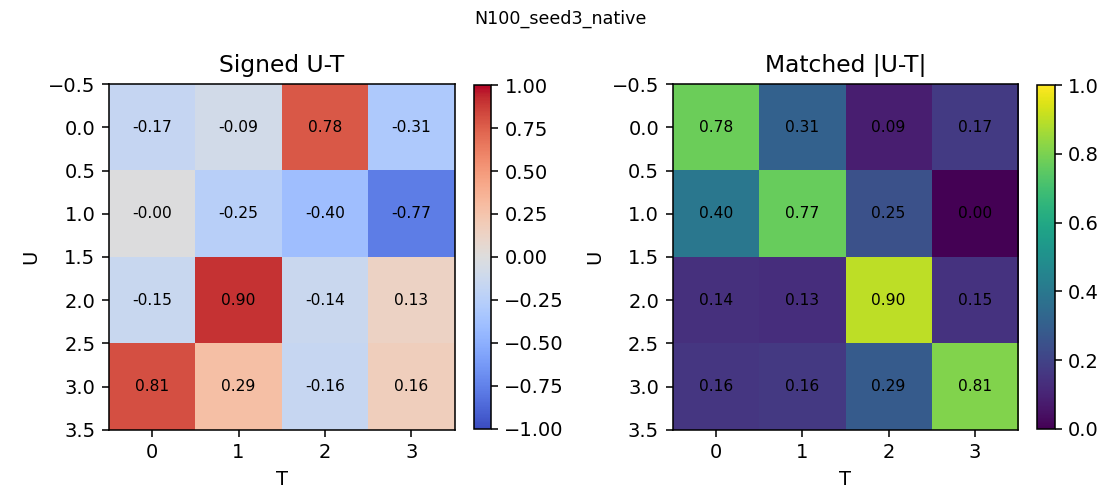 N100_seed3_native
Signed U-T
−0.5
0.0
0.5
1.0
1.5
2.0
2.5
3.0
3.5
U
-0.17 -0.09 0.78 -0.31
-0.00 -0.25 -0.40 -0.77
-0.15 0.90 -0.14 0.13
0.81 0.29 -0.16 0.16
0 1 2 3
T
1.00
0.75
0.50
0.25
0.00
−0.25
−0.50
−0.75
−1.00
Matched |U-T|
−0.5
0.0
0.5
1.0
1.5
2.0
2.5
3.0
3.5
U
0.78 0.31 0.09 0.17
0.40 0.77 0.25 0.00
0.14 0.13 0.90 0.15
0.16 0.16 0.29 0.81
0 1 2 3
T
1.0
0.8
0.6
0.4
0.2
0.0